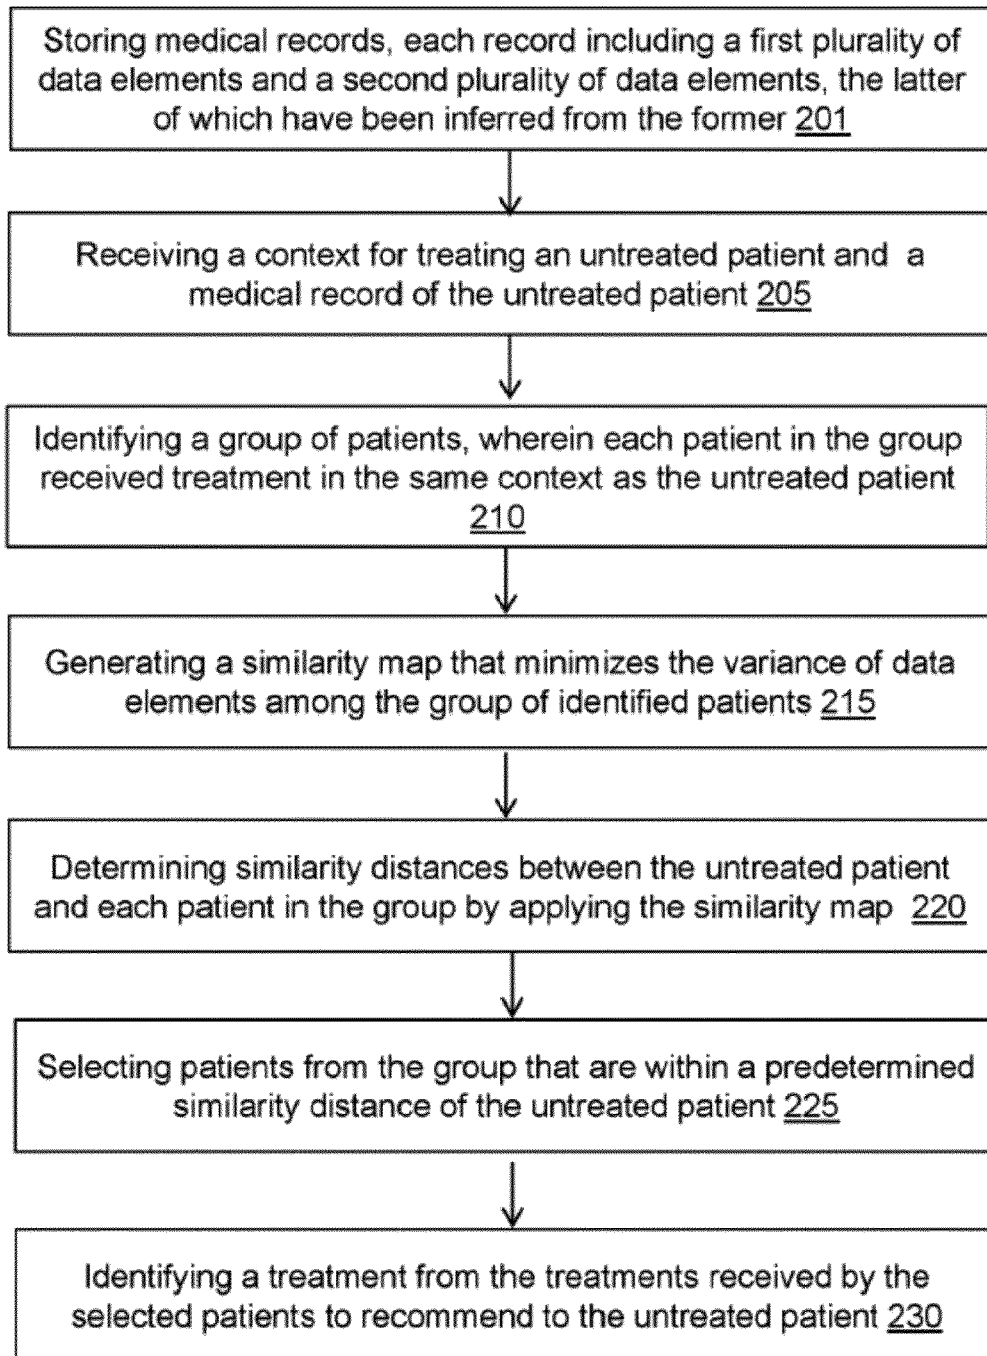 Storing medical records, each record including a first plurality of
data elements and a second plurality of data elements, the latter
of which have been inferred from the former 201
Receiving a context for treating an untreated patient and a
medical record of the untreated patient 205
Identifying a group of patients, wherein each patient in the group
received treatment in the same context as the untreated patient
210
Generating a similarity map that minimizes the variance of data
elements among the group of identified patients 215
Determining similarity distances between the untreated patient
and each patient in the group by applying the similarity map 220
Selecting patients from the group that are within a predetermined
similarity distance of the untreated patient 225
Identifying a treatment from the treatments received by the
selected patients to recommend to the untreated patient 230